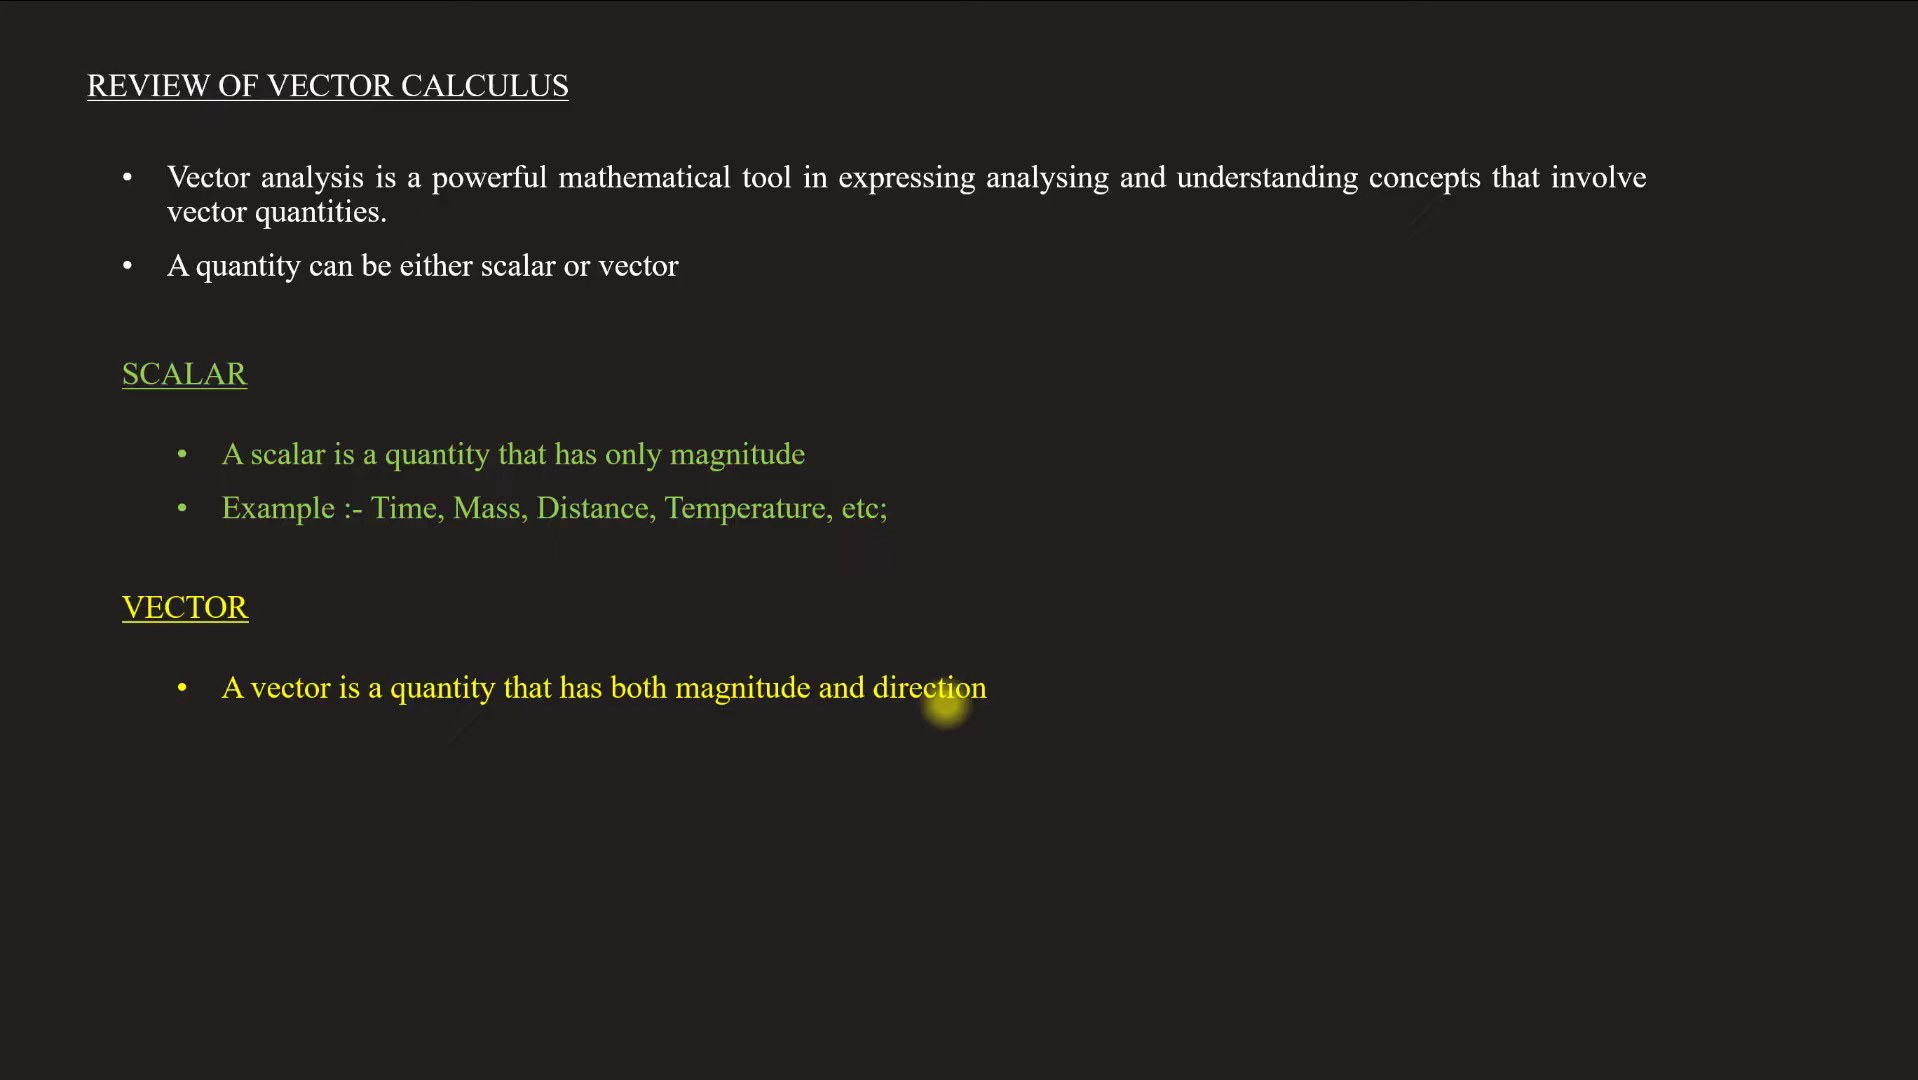 REVIEW OF VECTOR CALCULUS
• Vector analysis is a powerful mathematical tool in expressing analysing and understanding concepts that involve
vector quantities.
• A quantity can be either scalar or vector
SCALAR
• A scalar is a quantity that has only magnitude
• Example :- Time, Mass, Distance, Temperature, etc;
VECTOR
• A vector is a quantity that has both magnitude and direction